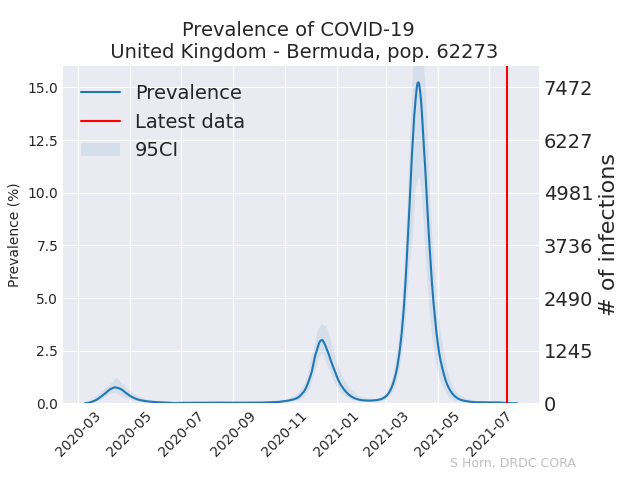 Prevalence of COVID-19
United Kingdom - Bermuda, pop. 62273
Prevalence
Latest data
95CI
15.0
12.5
10.0
7.5
5.0
2.5
0.0
Prevalence (%)
7472
6227
4981
3736
2490
1245
0
# of infections
2020-03
2020-05
2020-07
2020-09
2020-11
2021-01
2021-03
2021-05
2021-07
S Horn, DRDC CORA